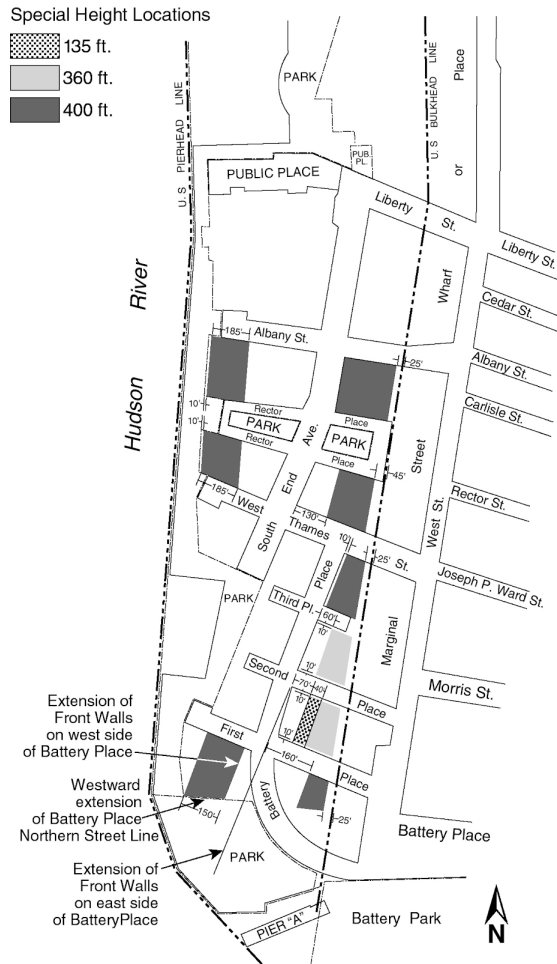 Special Height Locations
135 ft.
360 ft.
400 ft.
PARK
U.S PIERHEAD LINE
U.S BULKHEAD LINE
Place
or
Wharf
Street
Marginal
PUB.
PL.
PUBLIC PLACE
Liberty
St.
Liberty St.
Cedar St.
Albany St.
Carlisle St.
Rector St.
Joseph P. Ward St.
Morris St.
Battery Place
West St.
Hudson River
185'
Albany St.
25'
10'
10'
Rector
Place
PARK
PARK
Rector
Place
45'
South End Ave.
185'
West
130'
Thames
St.
10'
25'
Place
Third Pl.
60'
10'
PARK
10'
Second
Place
70'
40'
10'
10'
First
Place
160'
Battery
25'
150'
PARK
Extension of
Front Walls
on west side
of Battery Place
Westward
extension
of Battery Place
Northern Street Line
Extension of
Front Walls
on east side
of BatteryPlace
PIER "A"
Battery Park
N